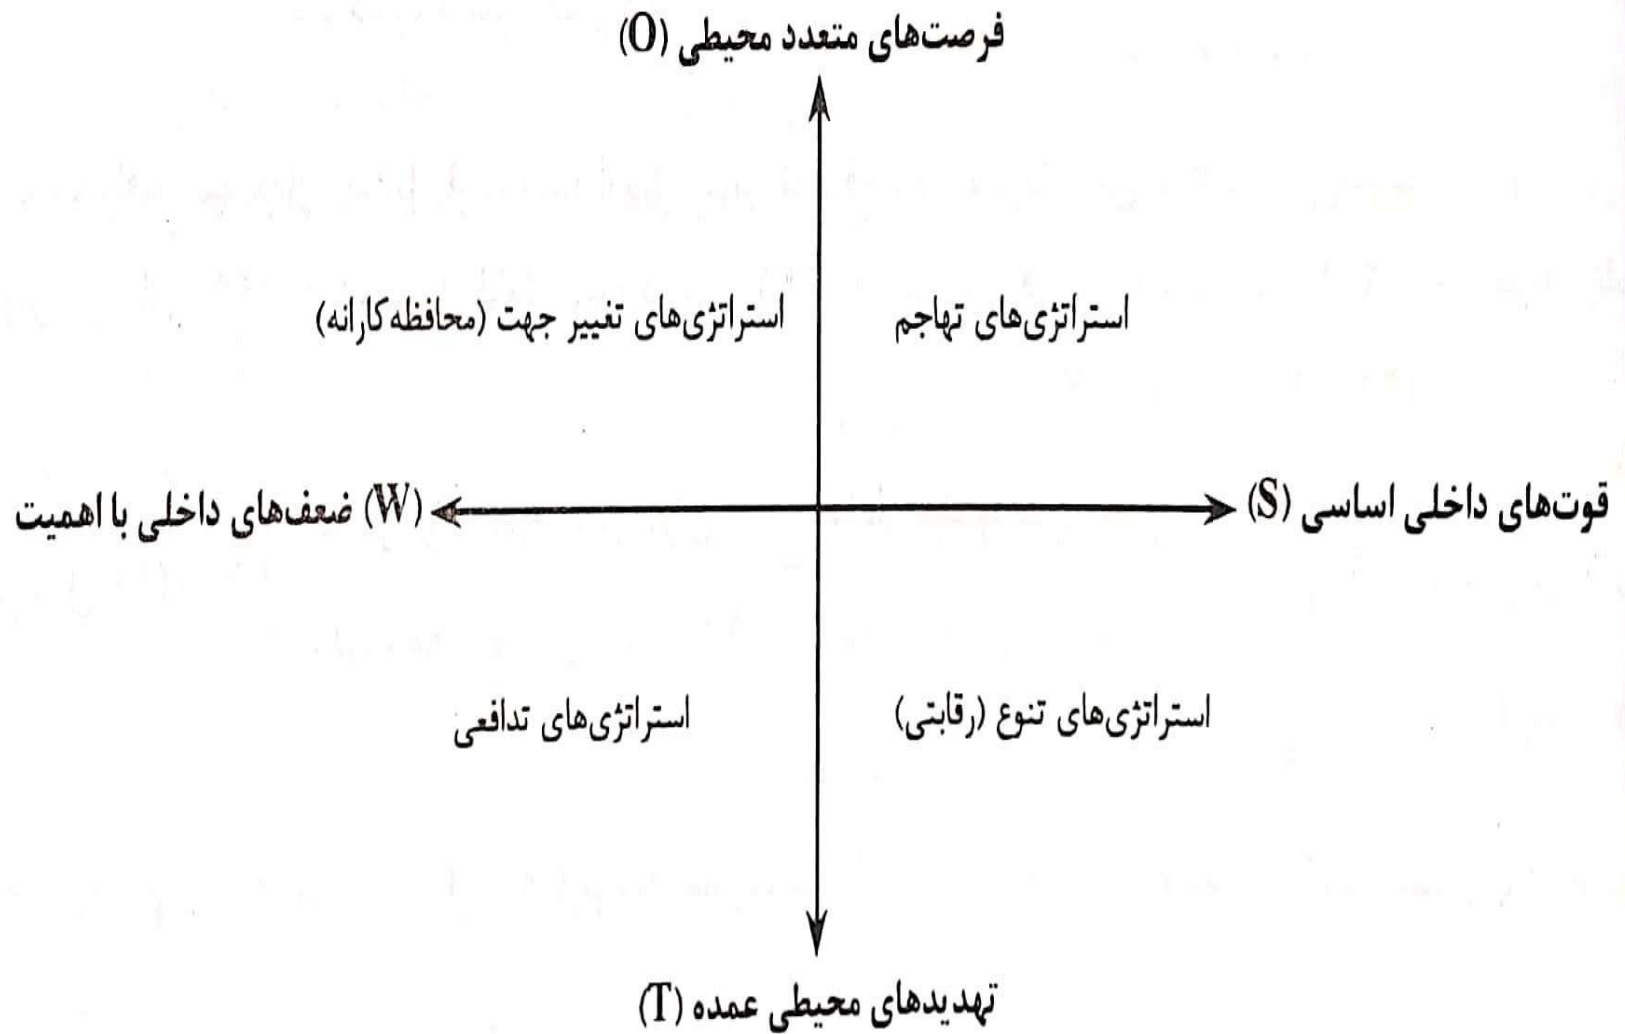 فرصت‌های متعدد محیطی (O)
استراتژی‌های تهاجم
استراتژی‌های تغییر جهت (محافظه‌کارانه)
قوت‌های داخلی اساسی (S)
(W) ضعف‌های داخلی با اهمیت
استراتژی‌های تنوع (رقابتی)
استراتژی‌های تدافعی
تهدیدهای محیطی عمده (T)